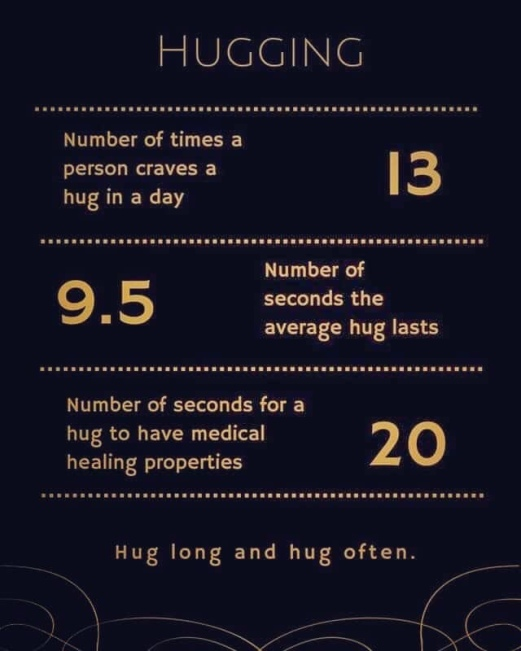 HUGGING
Number of times a
person craves a
hug in a day
13
9.5
Number of
seconds the
average hug lasts
Number of seconds for a
hug to have medical
healing properties
20
Hug long and hug often.